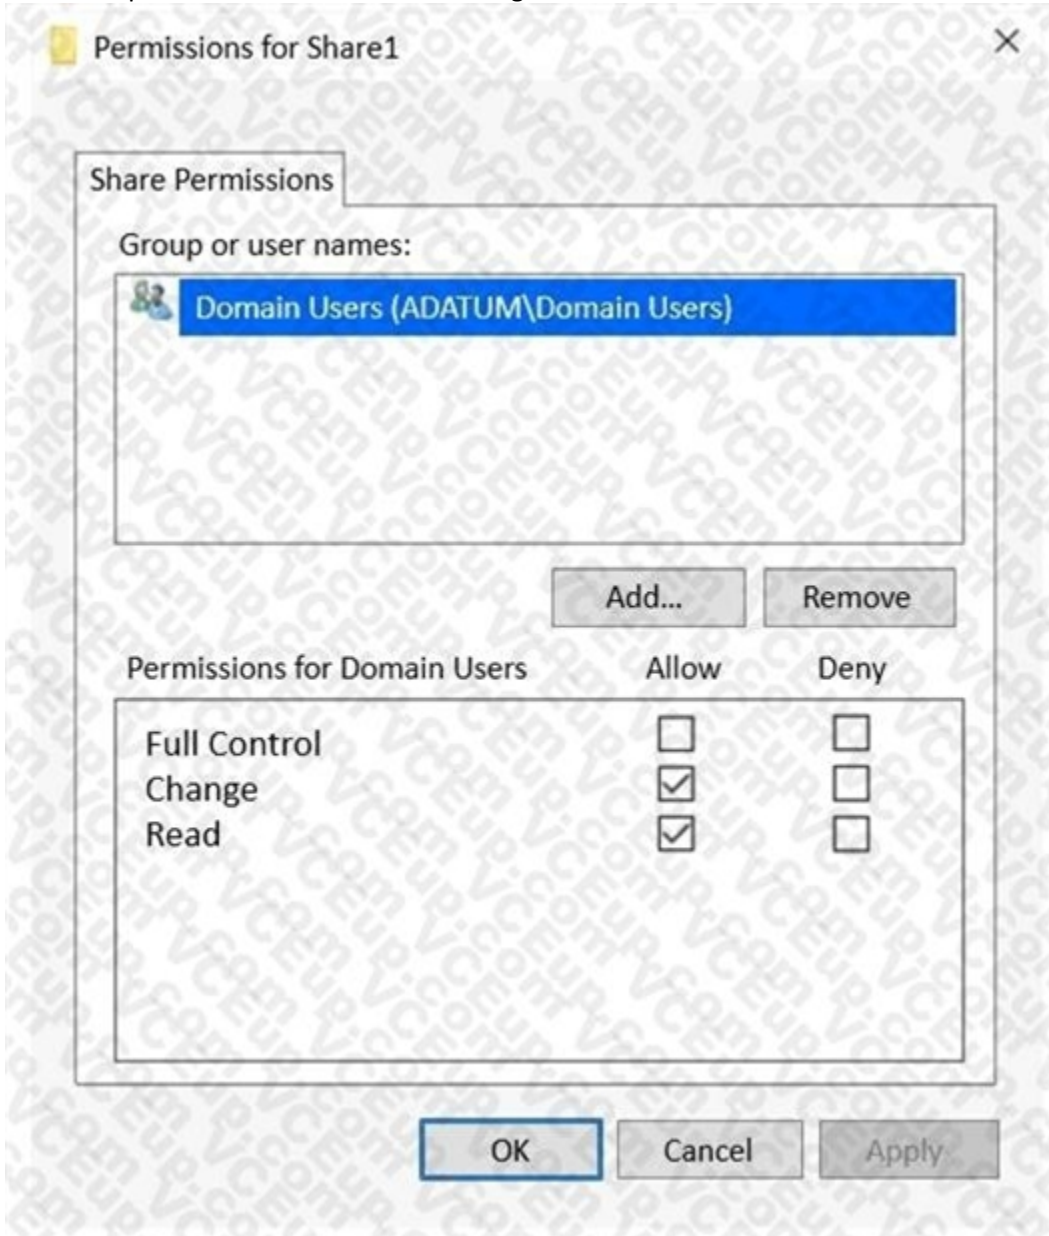 Permissions for Share1
Share Permissions
Group or user names:
Domain Users (ADATUM\Domain Users)
Add... Remove
Permissions for Domain Users Allow Deny
Full Control
Change
Read
OK Cancel Apply